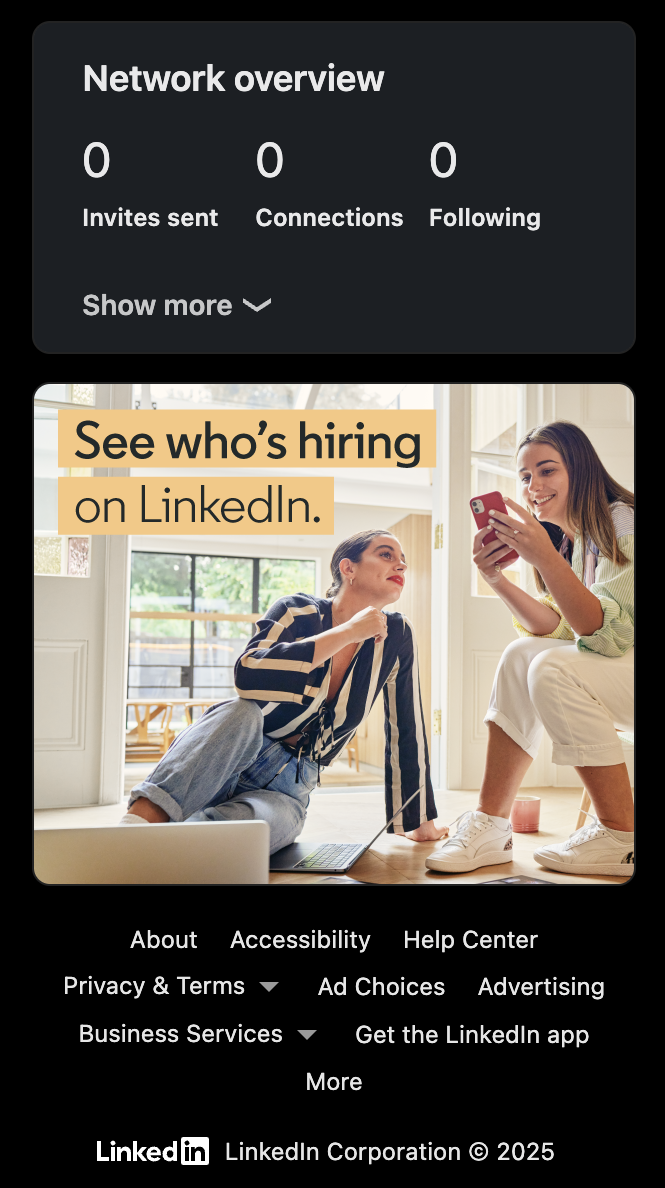 Network overview
0 0 0
Invites sent Connections Following
Show more
See who's hiring
on LinkedIn.
About Accessibility Help Center
Privacy & Terms Ad Choices Advertising
Business Services Get the LinkedIn app
More
Linkedin LinkedIn Corporation © 2025